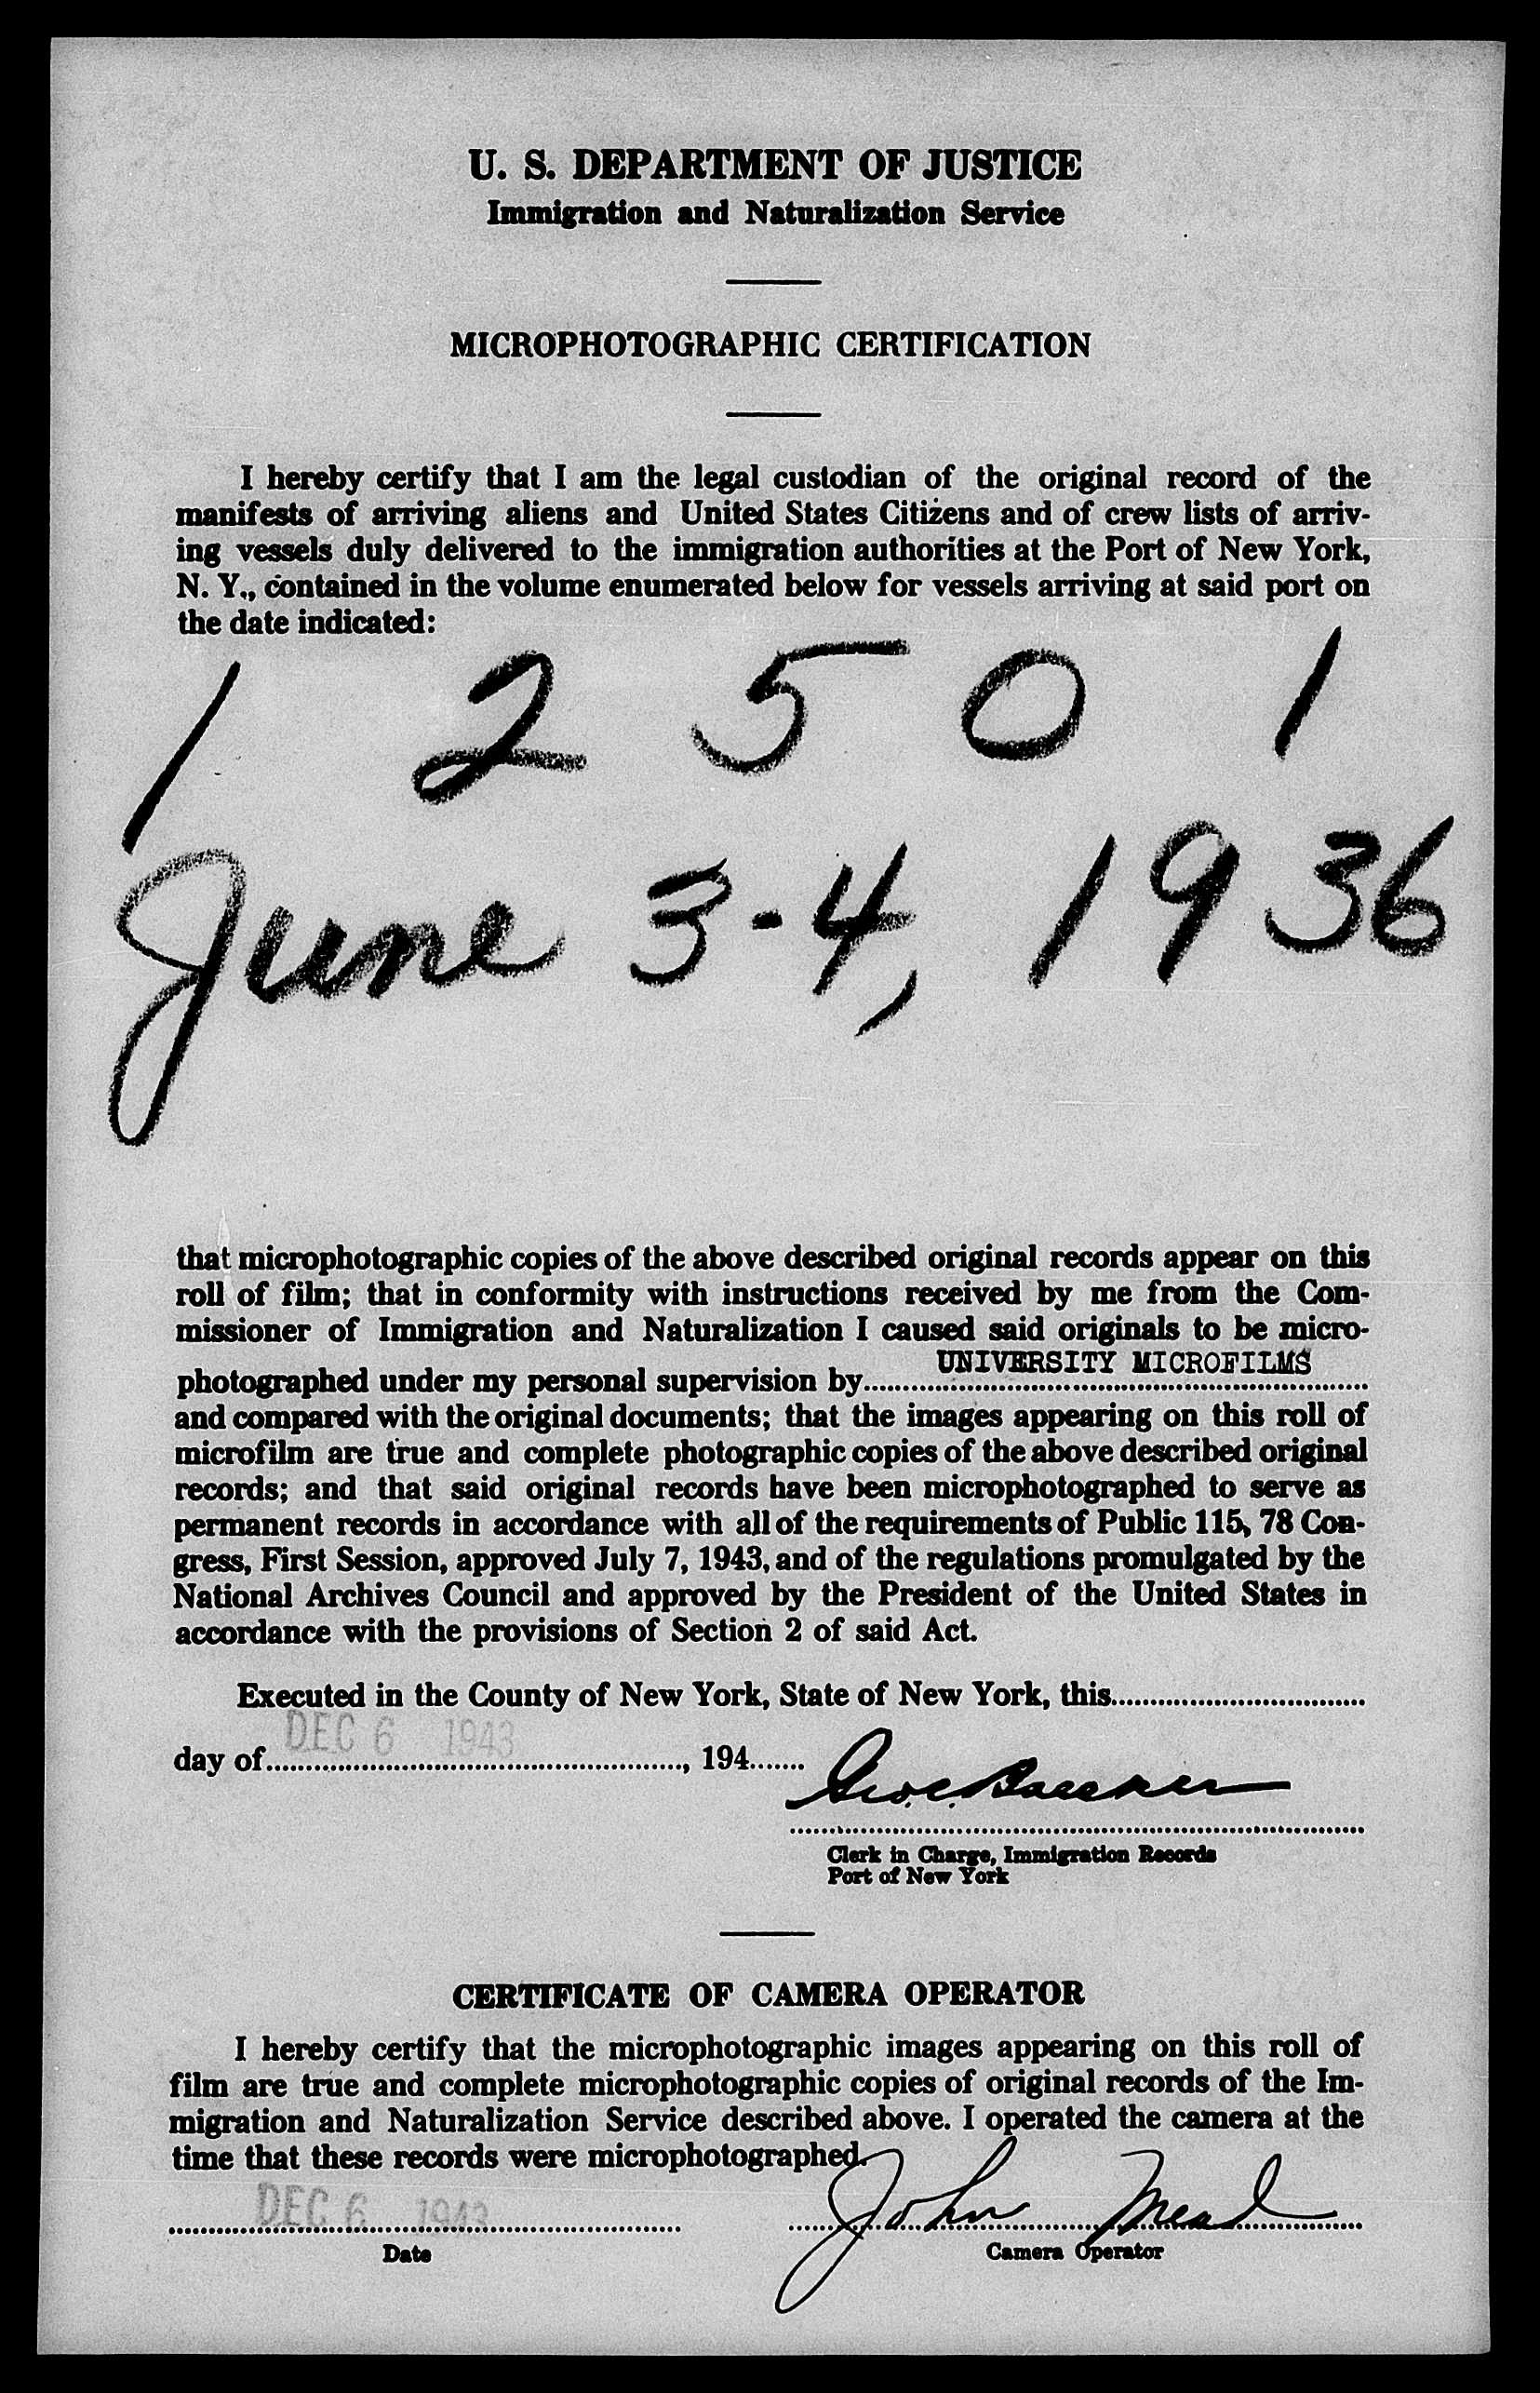 U. S. DEPARTMENT OF JUSTICE
Immigration and Naturalization Service
MICROPHOTOGRAPHIC CERTIFICATION
I hereby certify that I am the legal custodian of the original record of the
manifests of arriving aliens and United States Citizens and of crew lists of arriv-
ing vessels duly delivered to the immigration authorities at the Port of New York,
N. Y., contained in the volume enumerated below for vessels arriving at said port on
the date indicated:
1 2 5 0 1
June 3-4, 1936
that microphotographic copies of the above described original records appear on this
roll of film; that in conformity with instructions received by me from the Com-
missioner of Immigration and Naturalization I caused said originals to be micro-
photographed under my personal supervision by UNIVERSITY MICROFILMS
and compared with the original documents; that the images appearing on this roll of
microfilm are true and complete photographic copies of the above described original
records; and that said original records have been microphotographed to serve as
permanent records in accordance with all of the requirements of Public 115, 78 Con-
gress, First Session, approved July 7, 1943, and of the regulations promulgated by the
National Archives Council and approved by the President of the United States in
accordance with the provisions of Section 2 of said Act.
Executed in the County of New York, State of New York, this
day of DEC 6 1943, 194
Geo. C.
Clerk in Charge, Immigration Records
Port of New York
CERTIFICATE OF CAMERA OPERATOR
I hereby certify that the microphotographic images appearing on this roll of
film are true and complete microphotographic copies of original records of the Im-
migration and Naturalization Service described above. I operated the camera at the
time that these records were microphotographed.
DEC 6 1943 John Mead
Date Camera Operator